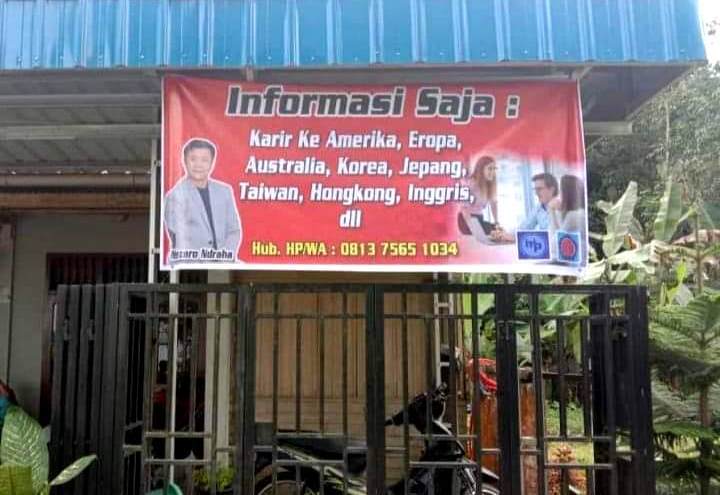 Informasi Saja :
Karir Ke Amerika, Eropa,
Australia, Korea, Jepang,
Taiwan, Hongkong, Inggris,
dll
Hub. HP/WA : 0813 7565 1034
Ndraha